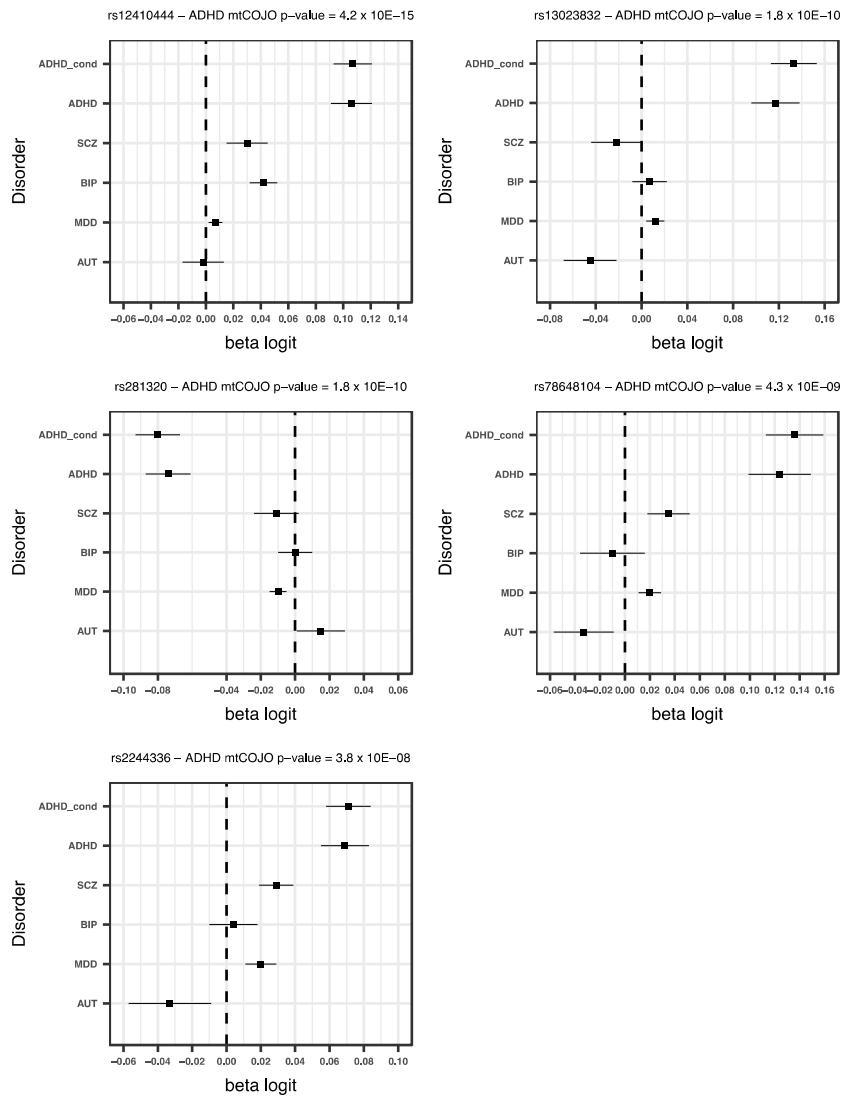 rs12410444 – ADHD mtCOJO p–value = 4.2 x 10E–15
Disorder
ADHD_cond
ADHD
SCZ
BIP
MDD
AUT
−0.06 −0.04 −0.02 0.00 0.02 0.04 0.06 0.08 0.10 0.12 0.14
beta logit
rs13023832 – ADHD mtCOJO p–value = 1.8 x 10E–10
Disorder
ADHD_cond
ADHD
SCZ
BIP
MDD
AUT
−0.08 −0.04 0.00 0.04 0.08 0.12 0.16
beta logit
rs281320 – ADHD mtCOJO p–value = 1.8 x 10E–10
Disorder
ADHD_cond
ADHD
SCZ
BIP
MDD
AUT
−0.10 −0.08 −0.04 −0.02 0.00 0.02 0.04 0.06
beta logit
rs78648104 – ADHD mtCOJO p–value = 4.3 x 10E–09
Disorder
ADHD_cond
ADHD
SCZ
BIP
MDD
AUT
−0.06 −0.04 −0.02 0.00 0.02 0.04 0.06 0.08 0.10 0.12 0.14 0.16
beta logit
rs2244336 – ADHD mtCOJO p–value = 3.8 x 10E–08
Disorder
ADHD_cond
ADHD
SCZ
BIP
MDD
AUT
−0.06 −0.04 −0.02 0.00 0.02 0.04 0.06 0.08 0.10
beta logit